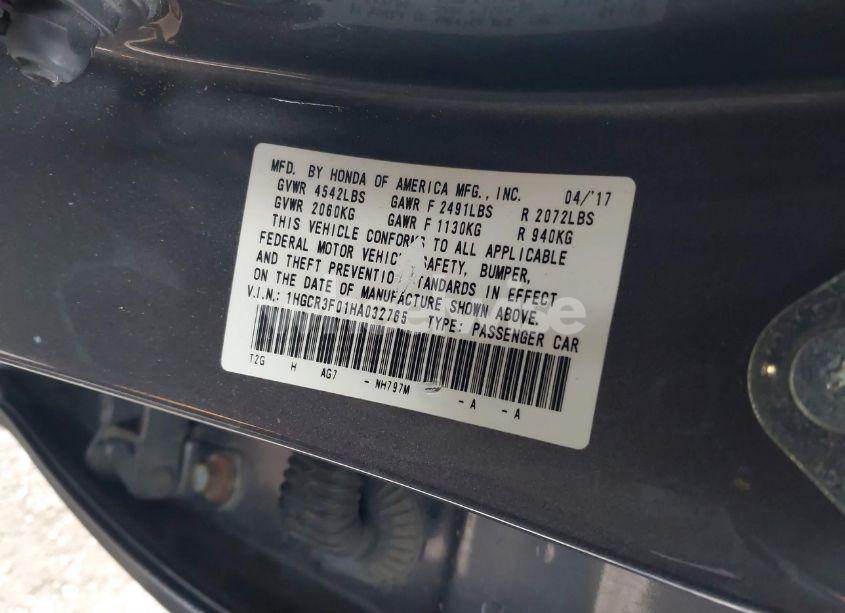 MFD. BY HONDA OF AMERICA MFG., INC. 04/'17
GVWR 4542LBS GAWR F 2491LBS R 2072LBS
GVWR 2060KG GAWR F 1130KG R 940KG
THIS VEHICLE CONFORMS TO ALL APPLICABLE
FEDERAL MOTOR VEHICLE SAFETY, BUMPER,
AND THEFT PREVENTION STANDARDS IN EFFECT
ON THE DATE OF MANUFACTURE SHOWN ABOVE.
V.I.N.: 1HGCR3F01HA032765 TYPE: PASSENGER CAR
T2G H AG7 - NH797M - A - A